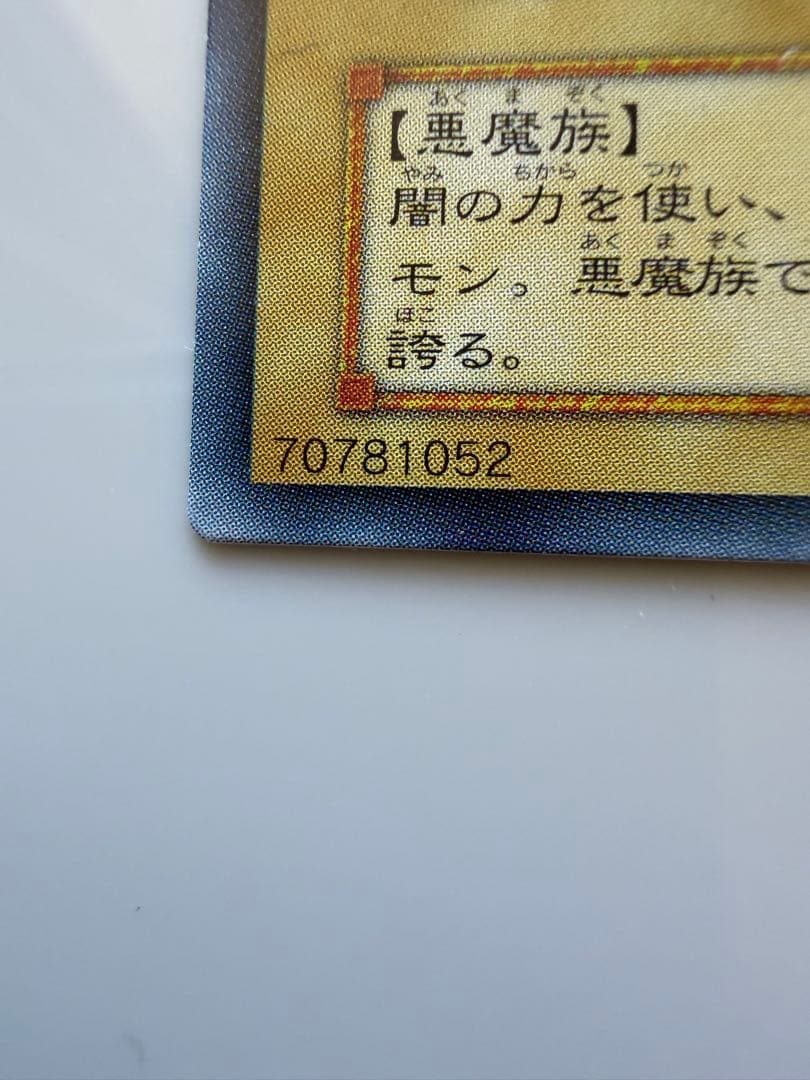 【悪魔族】
闇の力を使い、
モン。悪魔族で
誇る。
70781052